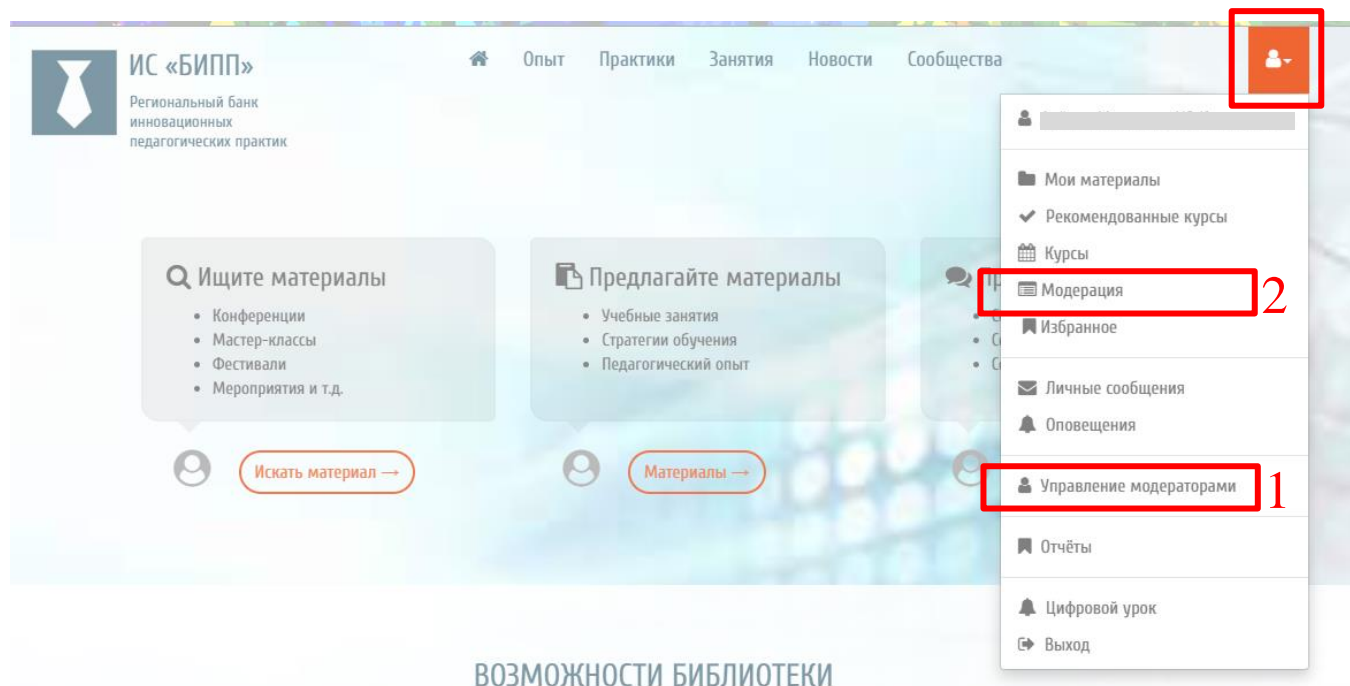 ИС «БИПП»
Региональный банк
инновационных
педагогических практик
Опыт Практики Занятия Новости Сообщества
Ищите материалы
• Конференции
• Мастер-классы
• Фестивали
• Мероприятия и т.д.
Искать материал →
Предлагайте материалы
• Учебные занятия
• Стратегии обучения
• Педагогический опыт
Материалы →
Мои материалы
Рекомендованные курсы
Курсы
Модерация 2
Избранное
Личные сообщения
Оповещения
Управление модераторами 1
Отчёты
Цифровой урок
Выход
ВОЗМОЖНОСТИ БИБЛИОТЕКИ